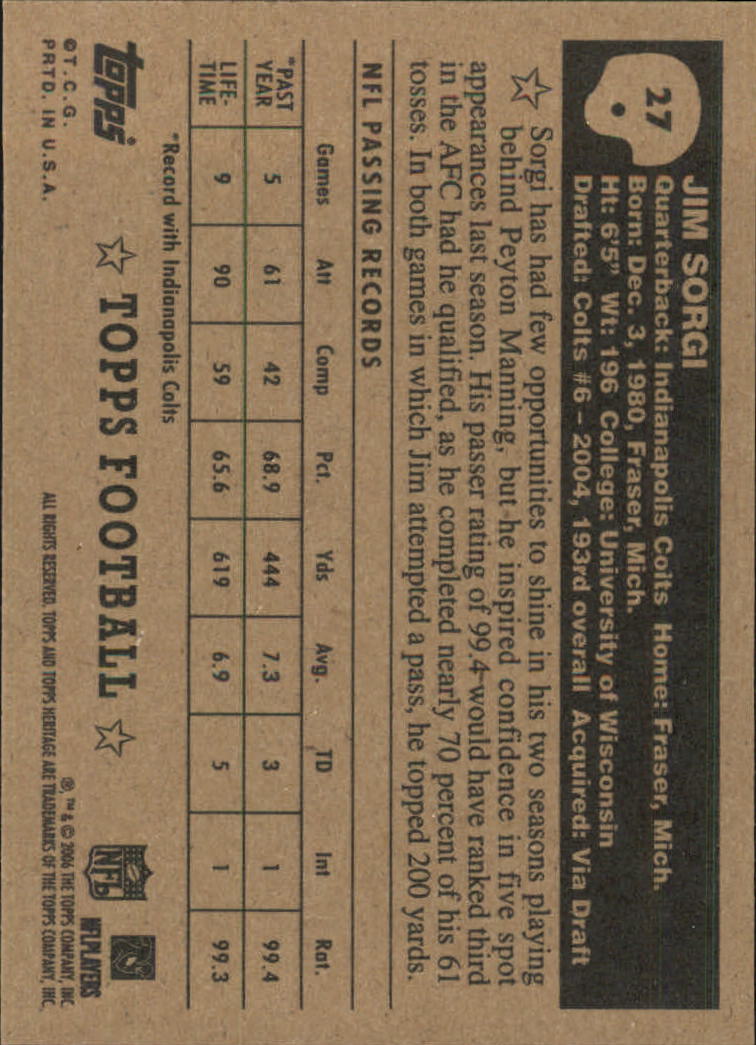 27
JIM SORGI
Quarterback: Indianapolis Colts Home: Fraser, Mich.
Born: Dec. 3, 1980, Fraser, Mich.
Ht: 6'5" Wt: 196 College: University of Wisconsin
Drafted: Colts #6 – 2004, 193rd overall Acquired: Via Draft
Sorgi has had few opportunities to shine in his two seasons playing
behind Peyton Manning, but he inspired confidence in five spot
appearances last season. His passer rating of 99.4 would have ranked third
in the AFC had he qualified, as he completed nearly 70 percent of his 61
tosses. In both games in which Jim attempted a pass, he topped 200 yards.
NFL PASSING RECORDS
Games Att Comp Pct. Yds Avg. TD Int Rat.
*PAST YEAR 5 61 42 68.9 444 7.3 3 1 99.4
LIFE-TIME 9 90 59 65.6 619 6.9 5 1 99.3
*Record with Indianapolis Colts
topps
TOPPS FOOTBALL
NFL
NFLPLAYERS
©T.C.G.
PRTD. IN U.S.A.
®, ™ & © 2006 THE TOPPS COMPANY, INC.
ALL RIGHTS RESERVED. TOPPS AND TOPPS HERITAGE ARE TRADEMARKS OF THE TOPPS COMPANY, INC.